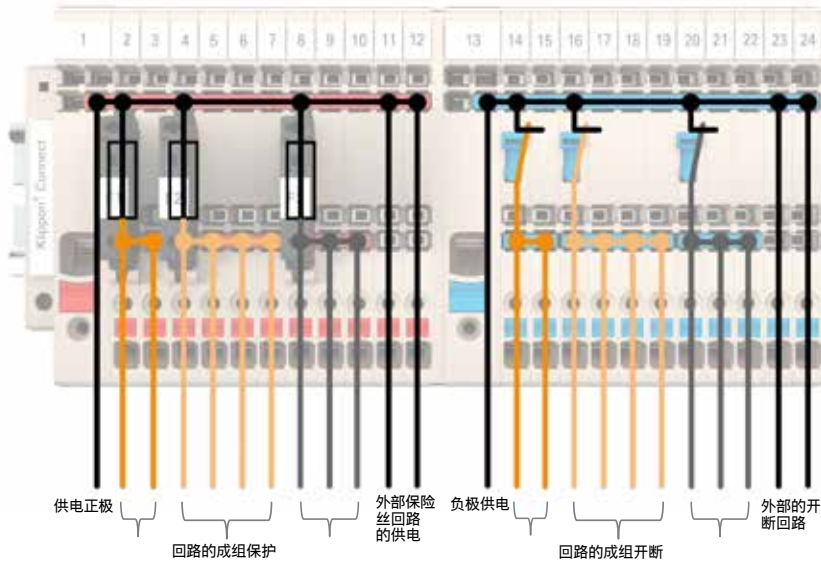 1 2 3 4 5 6 7 8 9 10 11 12 13 14 15 16 17 18 19 20 21 22 23 24
Klippon® Connect
供电正极
回路的成组保护
外部保险
丝回路
的供电
负极供电
回路的成组开断
外部的开
断回路